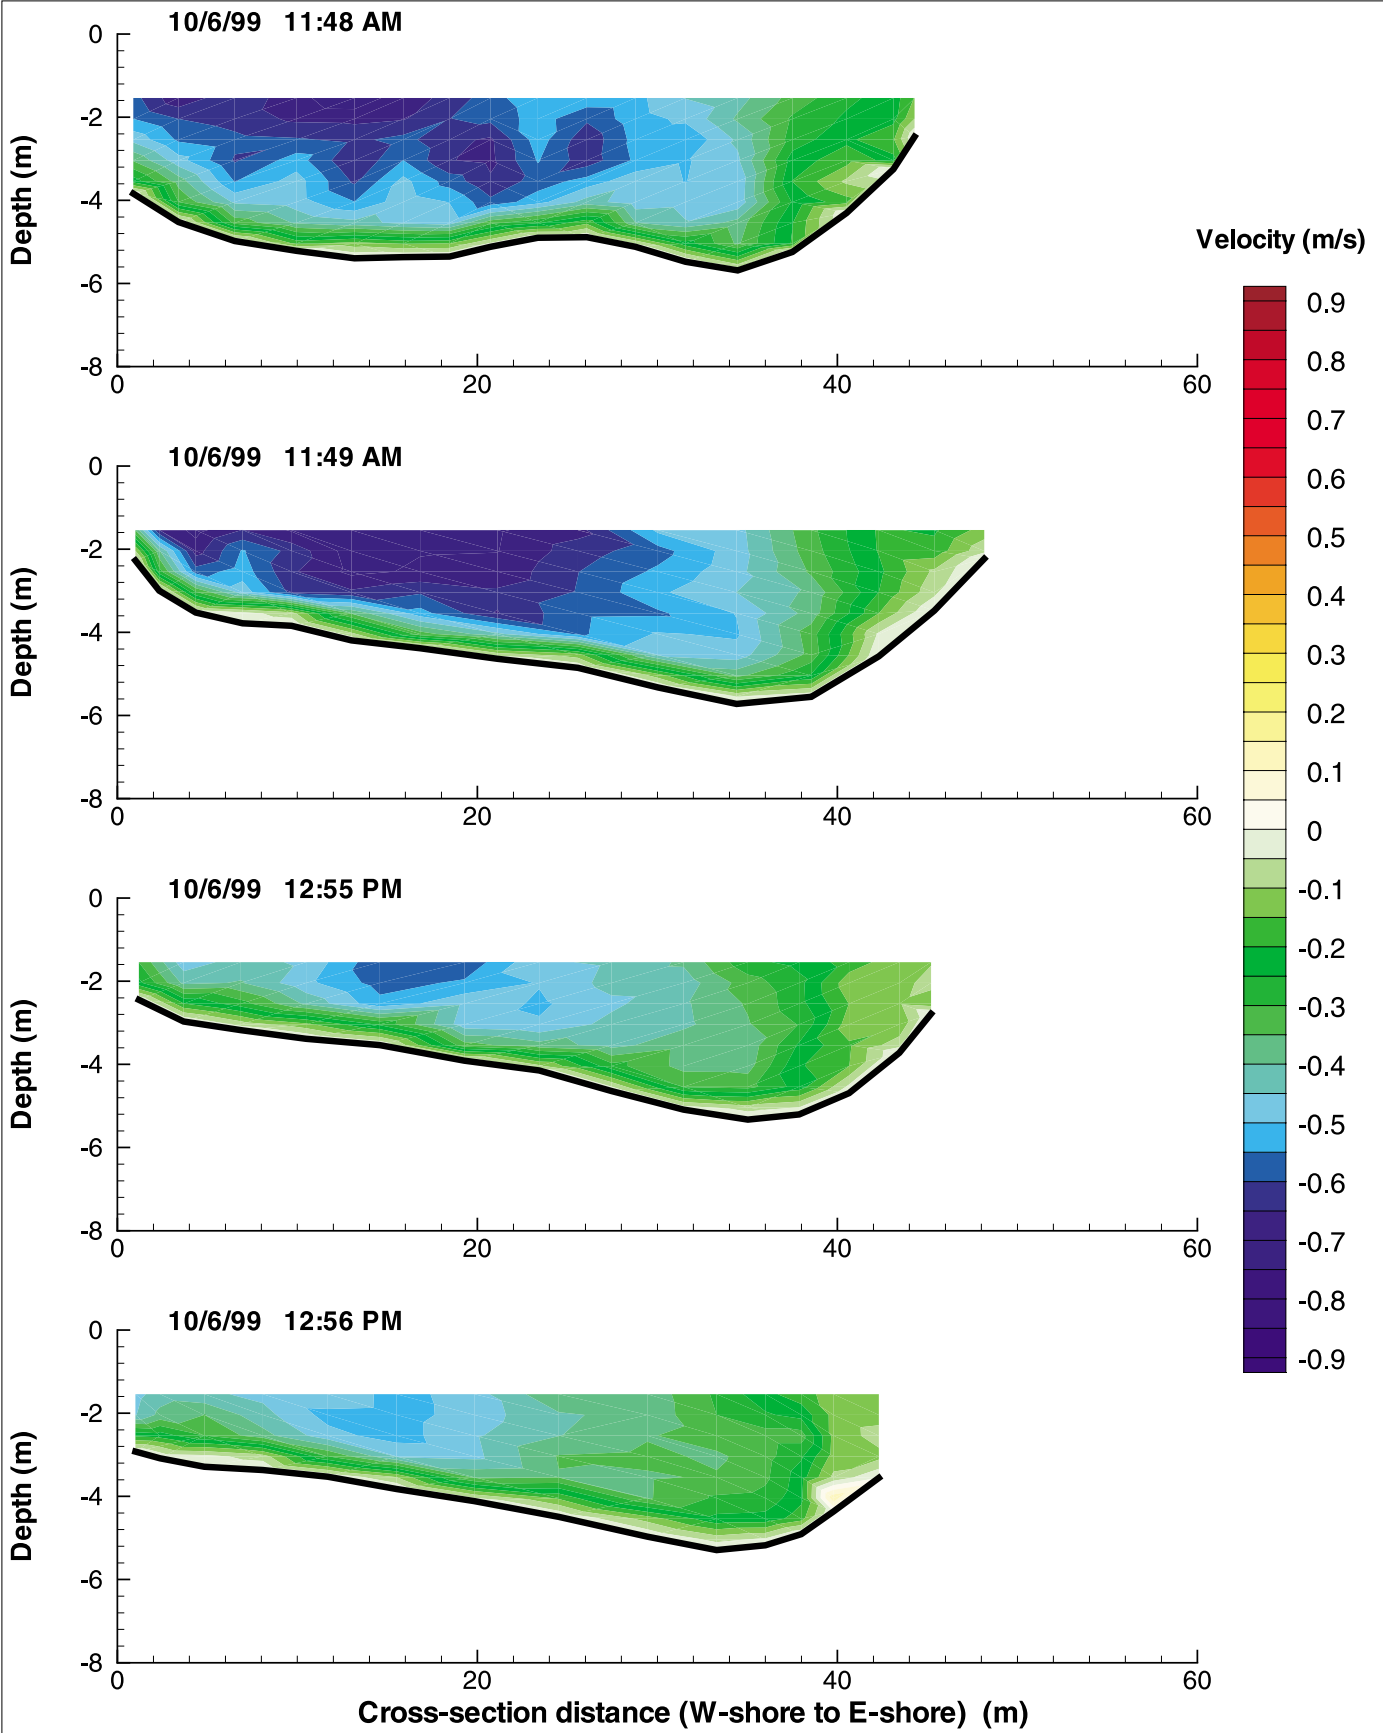 10/6/99 11:48 AM
0
-2
-4
-6
-8
Depth (m)
0 20 40 60
10/6/99 11:49 AM
0
-2
-4
-6
-8
Depth (m)
0 20 40 60
10/6/99 12:55 PM
0
-2
-4
-6
-8
Depth (m)
0 20 40 60
10/6/99 12:56 PM
0
-2
-4
-6
-8
Depth (m)
0 20 40 60
Cross-section distance (W-shore to E-shore) (m)
Velocity (m/s)
0.9
0.8
0.7
0.6
0.5
0.4
0.3
0.2
0.1
0
-0.1
-0.2
-0.3
-0.4
-0.5
-0.6
-0.7
-0.8
-0.9